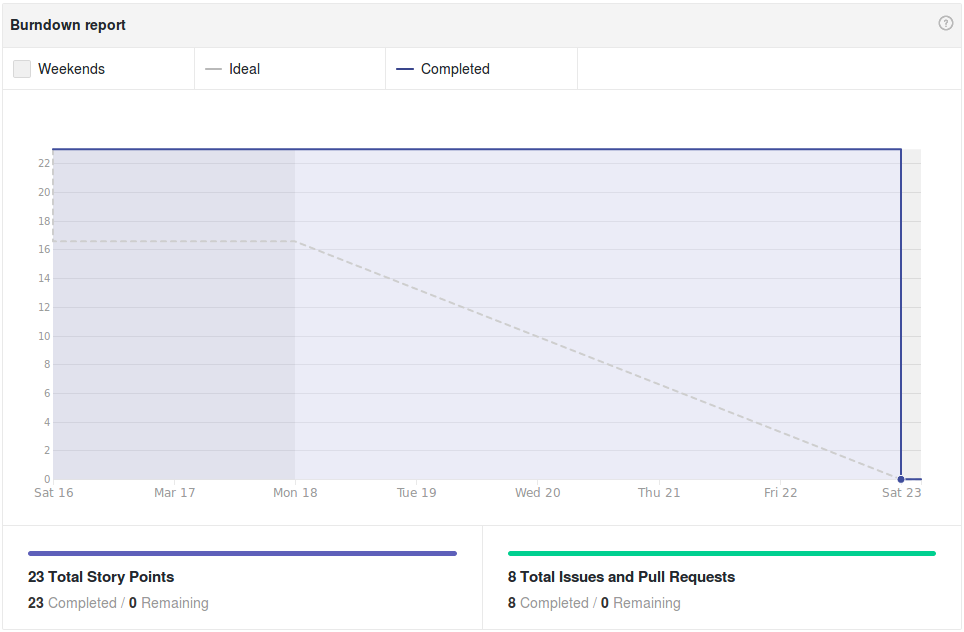 Burndown report
?
Weekends
Ideal
Completed
22
20
18
16
14
12
10
8
6
4
2
0
Sat 16 Mar 17 Mon 18 Tue 19 Wed 20 Thu 21 Fri 22 Sat 23
23 Total Story Points
23 Completed / 0 Remaining
8 Total Issues and Pull Requests
8 Completed / 0 Remaining